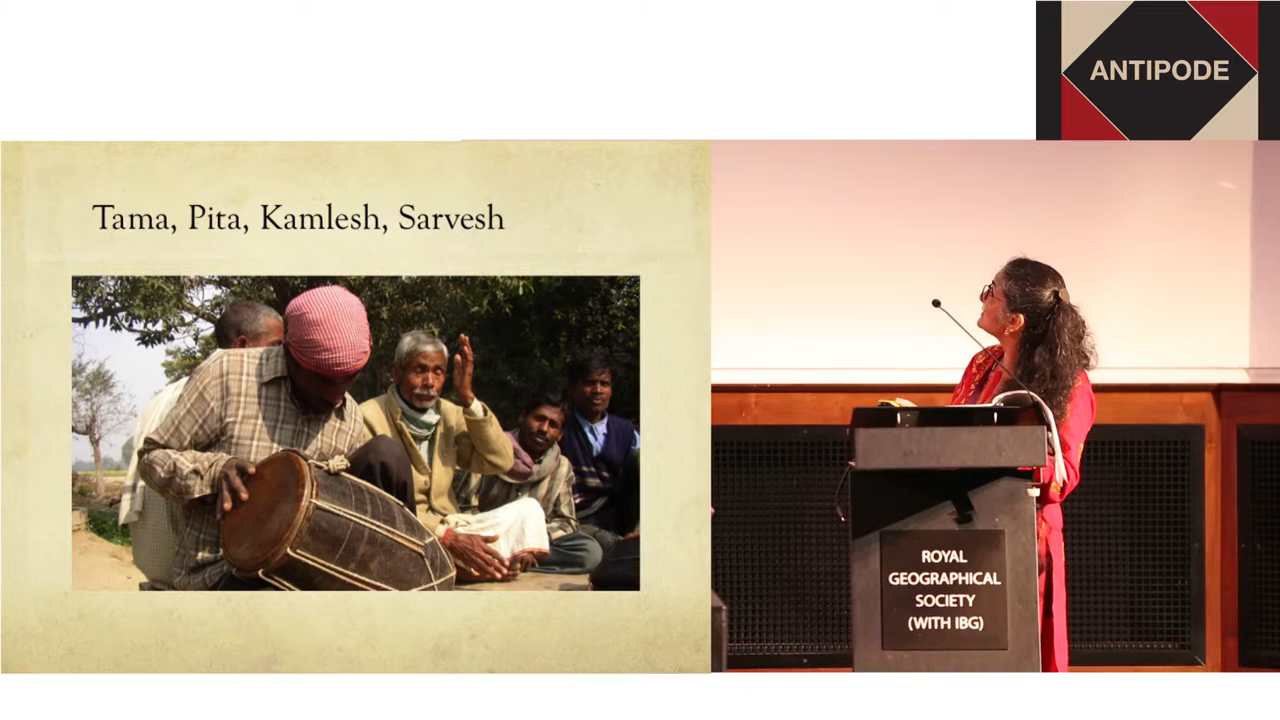 ANTIPODE
Tama, Pita, Kamlesh, Sarvesh
ROYAL
GEOGRAPHICAL
SOCIETY
(WITH IBG)